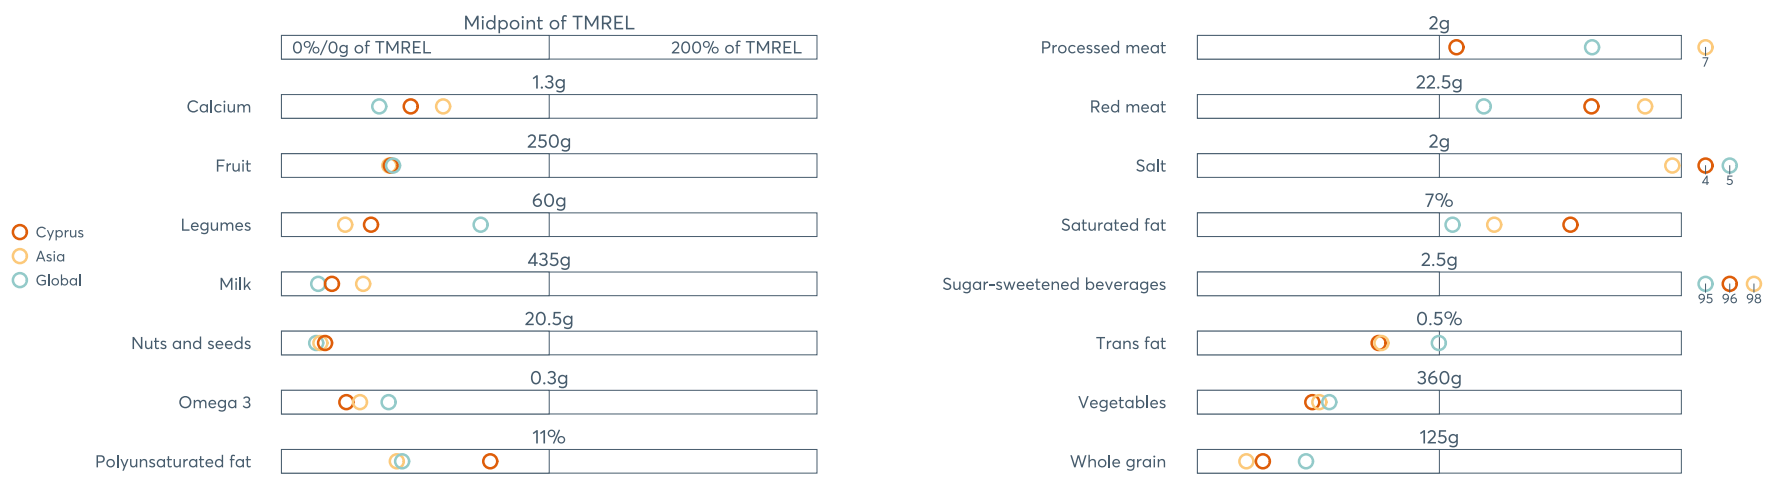 Midpoint of TMREL
0%/0g of TMREL 200% of TMREL
1.3g
Calcium
250g
Fruit
60g
Legumes
435g
Milk
20.5g
Nuts and seeds
0.3g
Omega 3
11%
Polyunsaturated fat
Cyprus
Asia
Global
2g
Processed meat
7
22.5g
Red meat
2g
Salt
4 5
7%
Saturated fat
2.5g
Sugar-sweetened beverages
95 96 98
0.5%
Trans fat
360g
Vegetables
125g
Whole grain